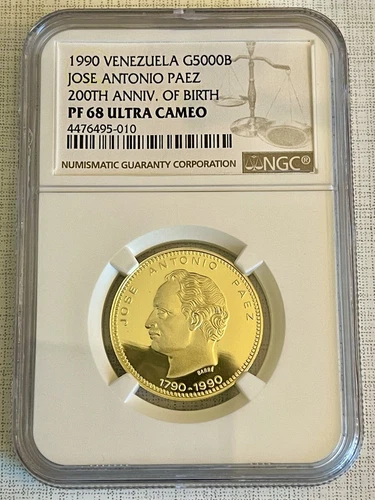 1990 VENEZUELA G5000B
JOSE ANTONIO PAEZ
200TH ANNIV. OF BIRTH
PF 68 ULTRA CAMEO
4476495-010
NUMISMATIC GUARANTY CORPORATION
NGC®
JOSE ANTONIO PAEZ
BARRÉ
1790-1990